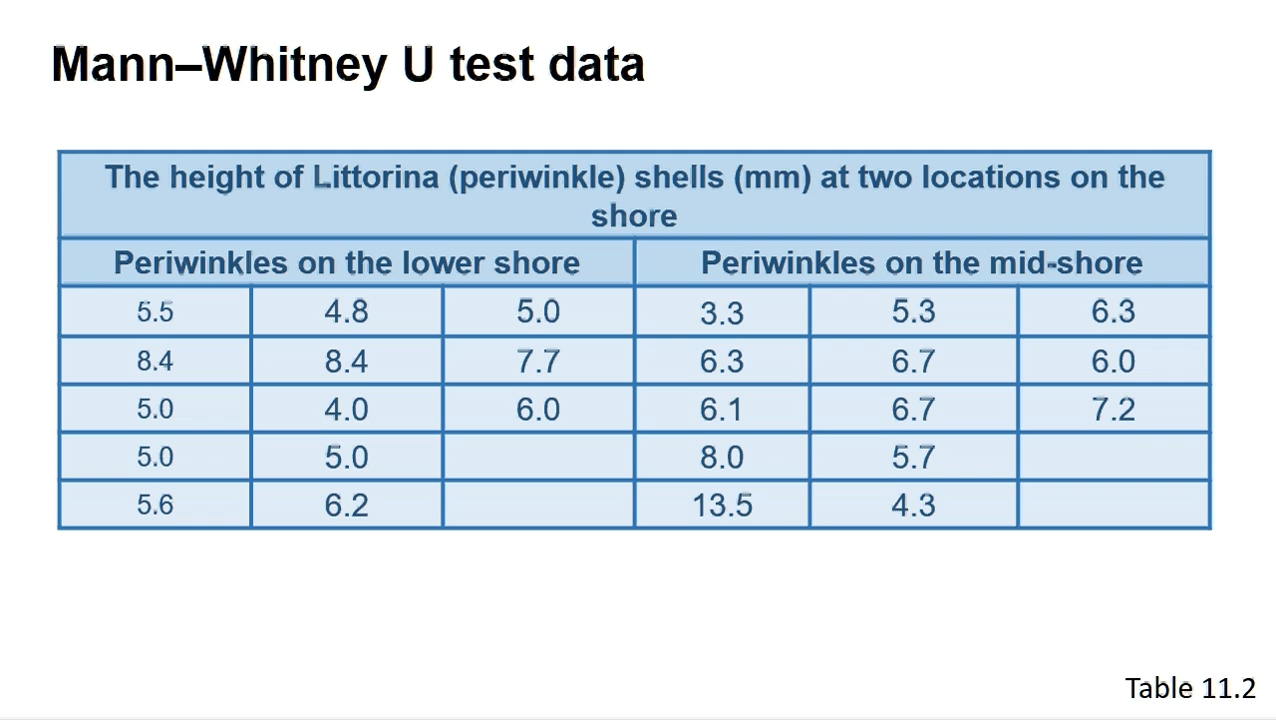 Mann–Whitney U test data
The height of Littorina (periwinkle) shells (mm) at two locations on the
shore
Periwinkles on the lower shore Periwinkles on the mid-shore
5.5 4.8 5.0 3.3 5.3 6.3
8.4 8.4 7.7 6.3 6.7 6.0
5.0 4.0 6.0 6.1 6.7 7.2
5.0 5.0 8.0 5.7
5.6 6.2 13.5 4.3
Table 11.2